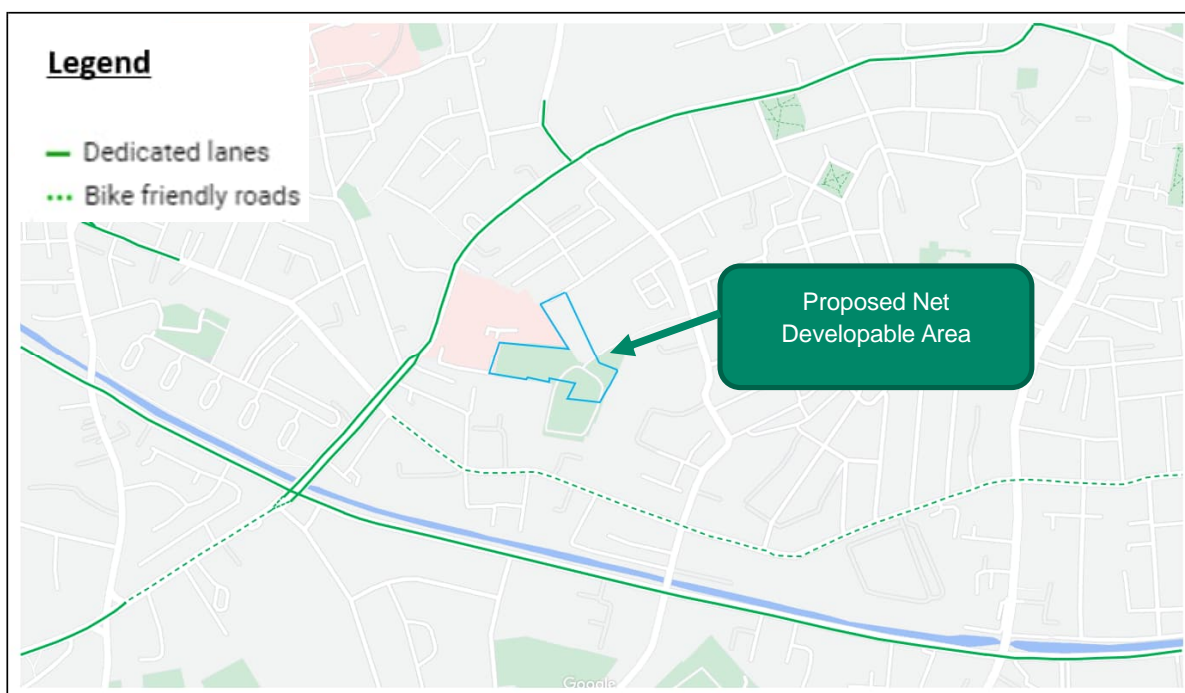 Legend
Dedicated lanes
Bike friendly roads
Proposed Net
Developable Area
Google